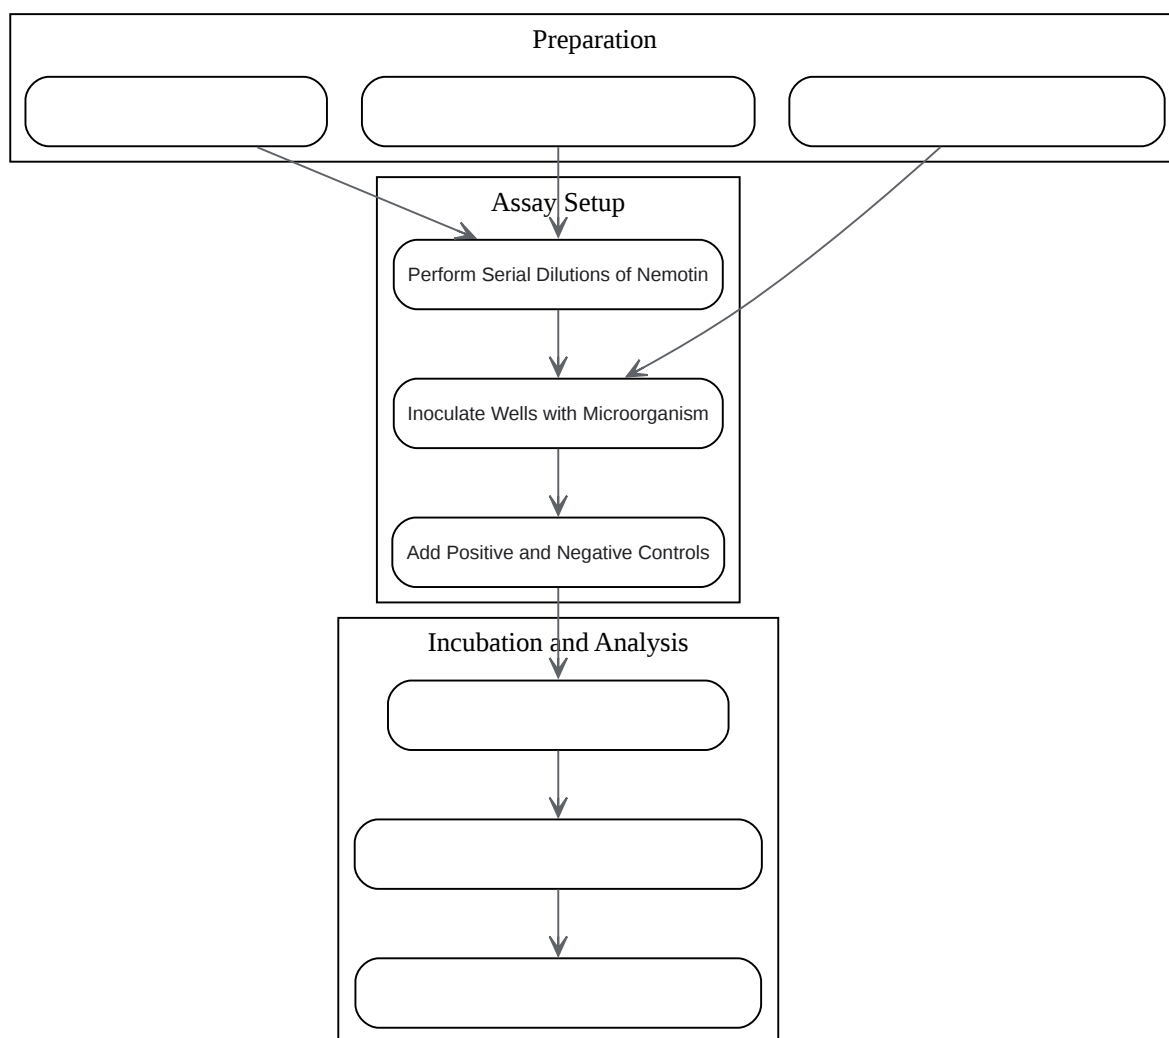 Preparation
Assay Setup
Perform Serial Dilutions of Nemotin
Inoculate Wells with Microorganism
Add Positive and Negative Controls
Incubation and Analysis